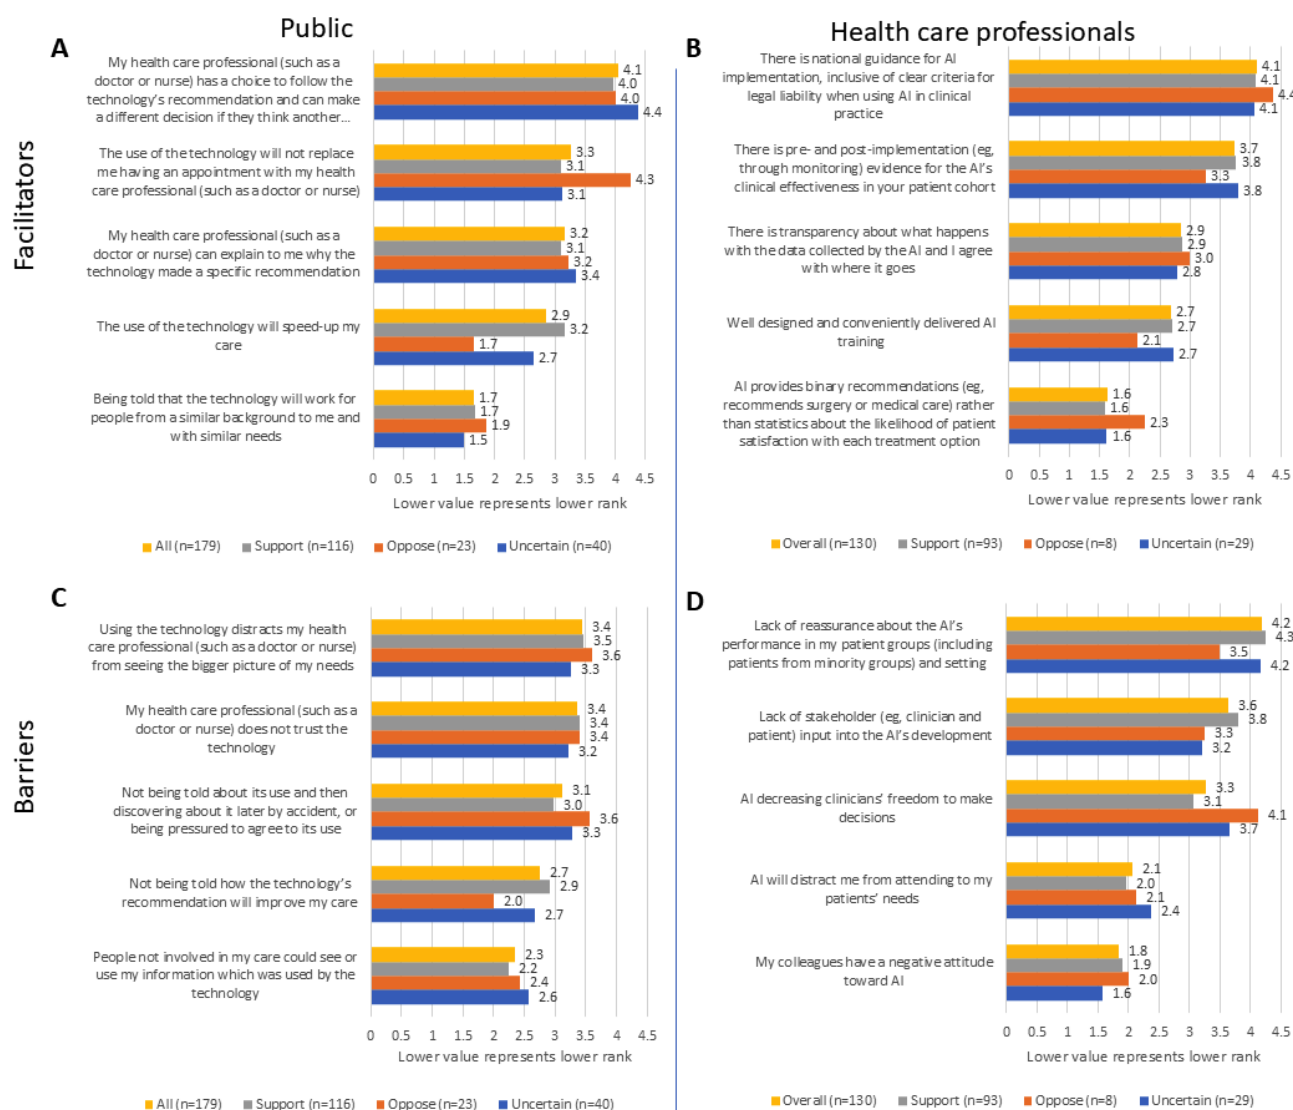 Public
Health care professionals
Facilitators
Barriers
A
My health care professional (such as a
doctor or nurse) has a choice to follow the
technology's recommendation and can make
a different decision if they think another...
4.1
4.0
4.0
4.4
The use of the technology will not replace
me having an appointment with my health
care professional (such as a doctor or nurse)
3.3
3.1
4.3
3.1
My health care professional (such as a
doctor or nurse) can explain to me why the
technology made a specific recommendation
3.2
3.1
3.2
3.4
The use of the technology will speed-up my
care
2.9
3.2
1.7
2.7
Being told that the technology will work for
people from a similar background to me and
with similar needs
1.7
1.7
1.9
1.5
0 0.5 1 1.5 2 2.5 3 3.5 4 4.5
Lower value represents lower rank
All (n=179) Support (n=116) Oppose (n=23) Uncertain (n=40)
B
There is national guidance for AI
implementation, inclusive of clear criteria for
legal liability when using AI in clinical
practice
4.1
4.1
4.4
4.1
There is pre- and post-implementation (eg,
through monitoring) evidence for the AI's
clinical effectiveness in your patient cohort
3.7
3.8
3.3
3.8
There is transparency about what happens
with the data collected by the AI and I agree
with where it goes
2.9
2.9
3.0
2.8
Well designed and conveniently delivered AI
training
2.7
2.7
2.1
2.7
AI provides binary recommendations (eg,
recommends surgery or medical care) rather
than statistics about the likelihood of patient
satisfaction with each treatment option
1.6
1.6
2.3
1.6
0 0.5 1 1.5 2 2.5 3 3.5 4 4.5
Lower value represents lower rank
Overall (n=130) Support (n=93) Oppose (n=8) Uncertain (n=29)
C
Using the technology distracts my health
care professional (such as a doctor or nurse)
from seeing the bigger picture of my needs
3.4
3.5
3.6
3.3
My health care professional (such as a
doctor or nurse) does not trust the
technology
3.4
3.4
3.4
3.2
Not being told about its use and then
discovering about it later by accident, or
being pressured to agree to its use
3.1
3.0
3.6
3.3
Not being told how the technology's
recommendation will improve my care
2.7
2.9
2.0
2.7
People not involved in my care could see or
use my information which was used by the
technology
2.3
2.2
2.4
2.6
0 0.5 1 1.5 2 2.5 3 3.5 4 4.5
Lower value represents lower rank
All (n=179) Support (n=116) Oppose (n=23) Uncertain (n=40)
D
Lack of reassurance about the AI's
performance in my patient groups (including
patients from minority groups) and setting
4.2
4.3
3.5
4.2
Lack of stakeholder (eg, clinician and
patient) input into the AI's development
3.6
3.8
3.3
3.2
AI decreasing clinicians' freedom to make
decisions
3.3
3.1
4.1
3.7
AI will distract me from attending to my
patients' needs
2.1
2.0
2.1
2.4
My colleagues have a negative attitude
toward AI
1.8
1.9
2.0
1.6
0 0.5 1 1.5 2 2.5 3 3.5 4 4.5
Lower value represents lower rank
Overall (n=130) Support (n=93) Oppose (n=8) Uncertain (n=29)